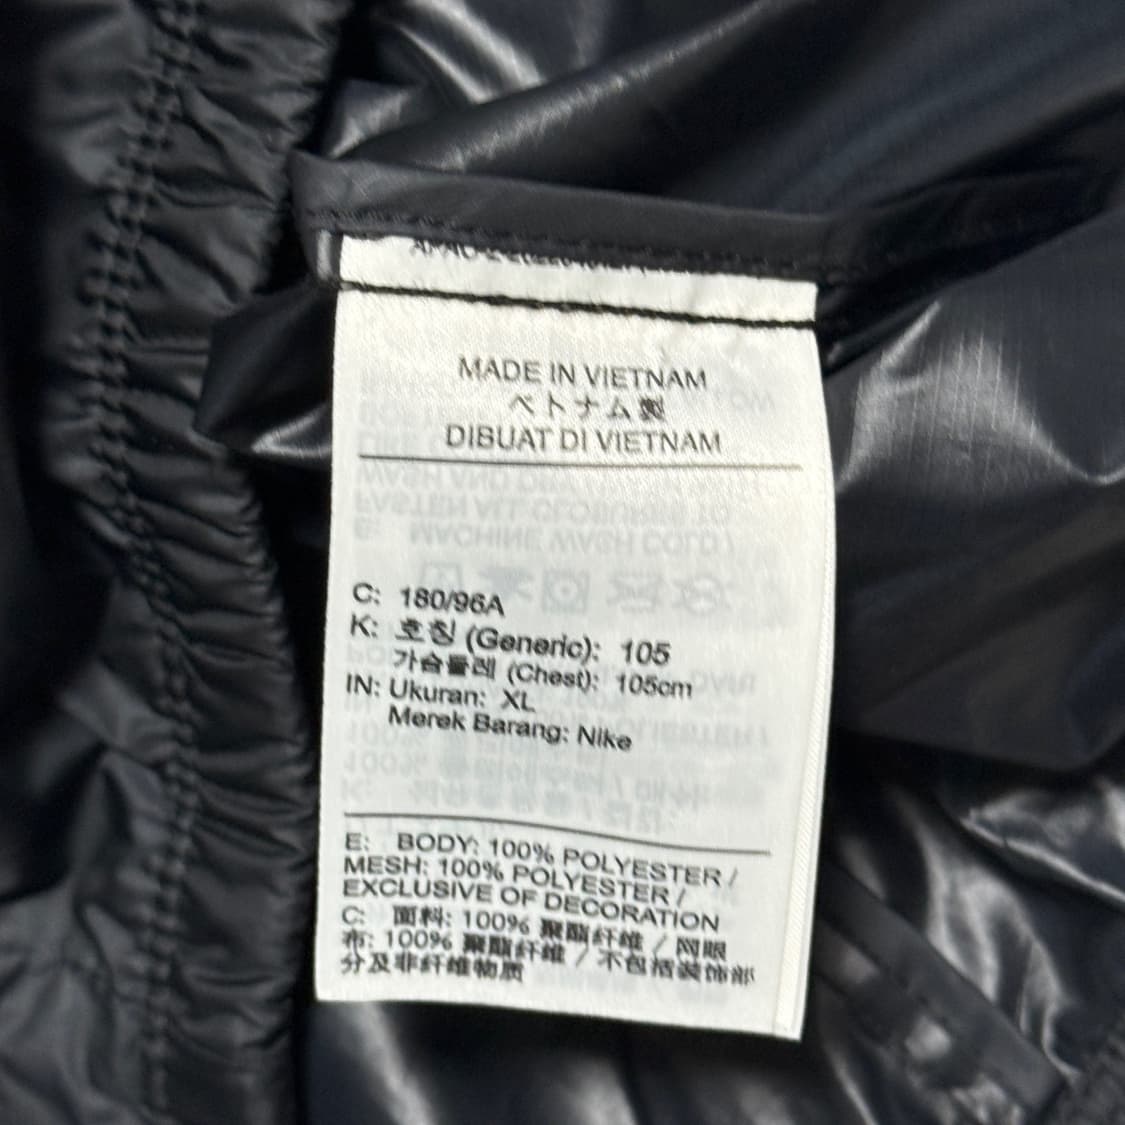 MADE IN VIETNAM
ベトナム製
DIBUAT DI VIETNAM
C: 180/96A
K: 호칭 (Generic): 105
가슴둘레 (Chest): 105cm
IN: Ukuran: XL
Merek Barang: Nike
E: BODY: 100% POLYESTER /
MESH: 100% POLYESTER /
EXCLUSIVE OF DECORATION
C: 面料: 100% 聚酯纤维 / 网眼
布: 100% 聚酯纤维 / 不包括装饰部
分及非纤维物质